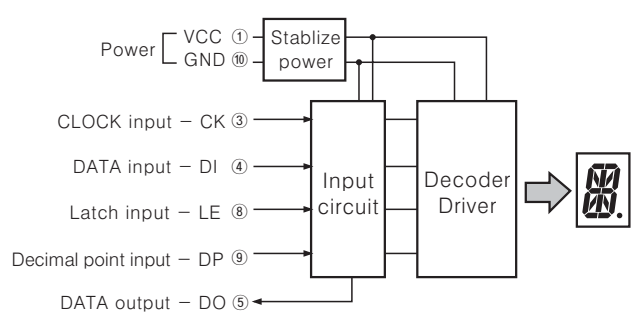 Power
VCC ①
GND ⑩
Stablize
power
CLOCK input − CK ③
DATA input − DI ④
Latch input − LE ⑧
Decimal point input − DP ⑨
DATA output − DO ⑤
Input
circuit
Decoder
Driver